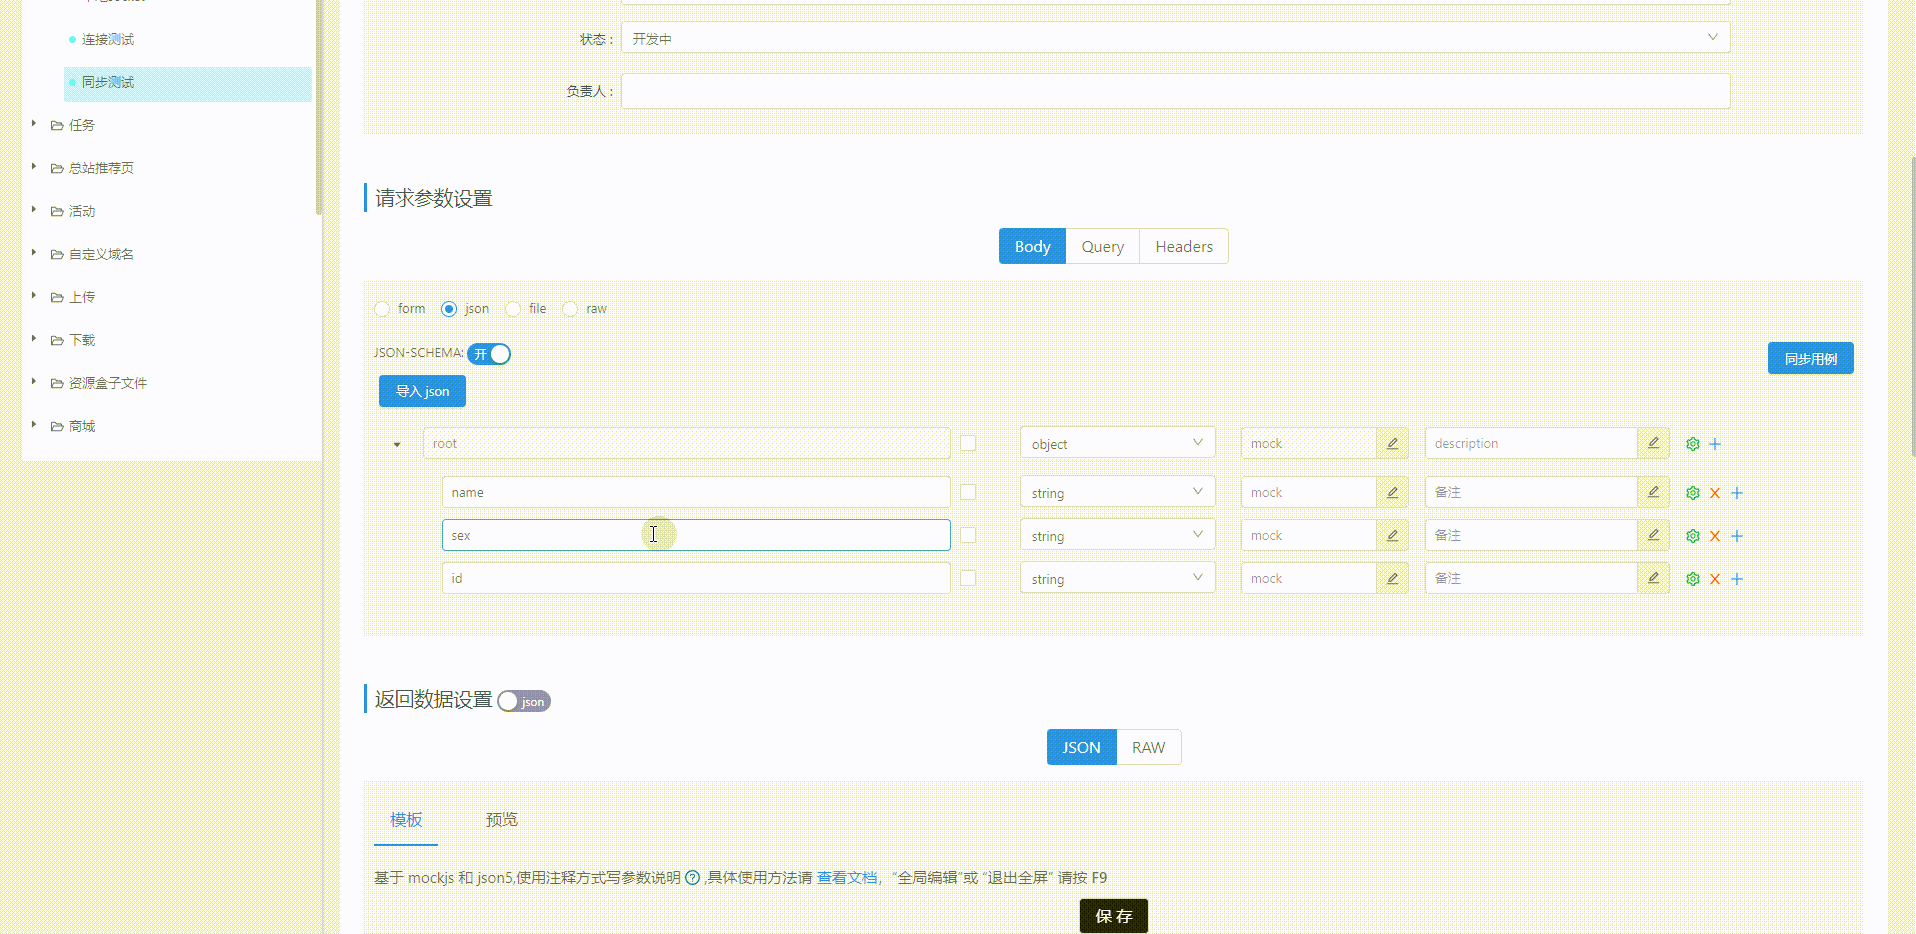 连接测试
同步测试
任务
总站推荐页
活动
自定义域名
上传
下载
资源盒子文件
商城
状态 :
开发中
负责人 :
请求参数设置
Body Query Headers
form json file raw
JSON-SCHEMA: 开
同步用例
导入 json
root object mock description
name string mock 备注
sex string mock 备注
id string mock 备注
返回数据设置 json
JSON RAW
模板 预览
基于 mockjs 和 json5,使用注释方式写参数说明 ? ,具体使用方法请 查看文档， “全局编辑”或 “退出全屏” 请按 F9
保 存